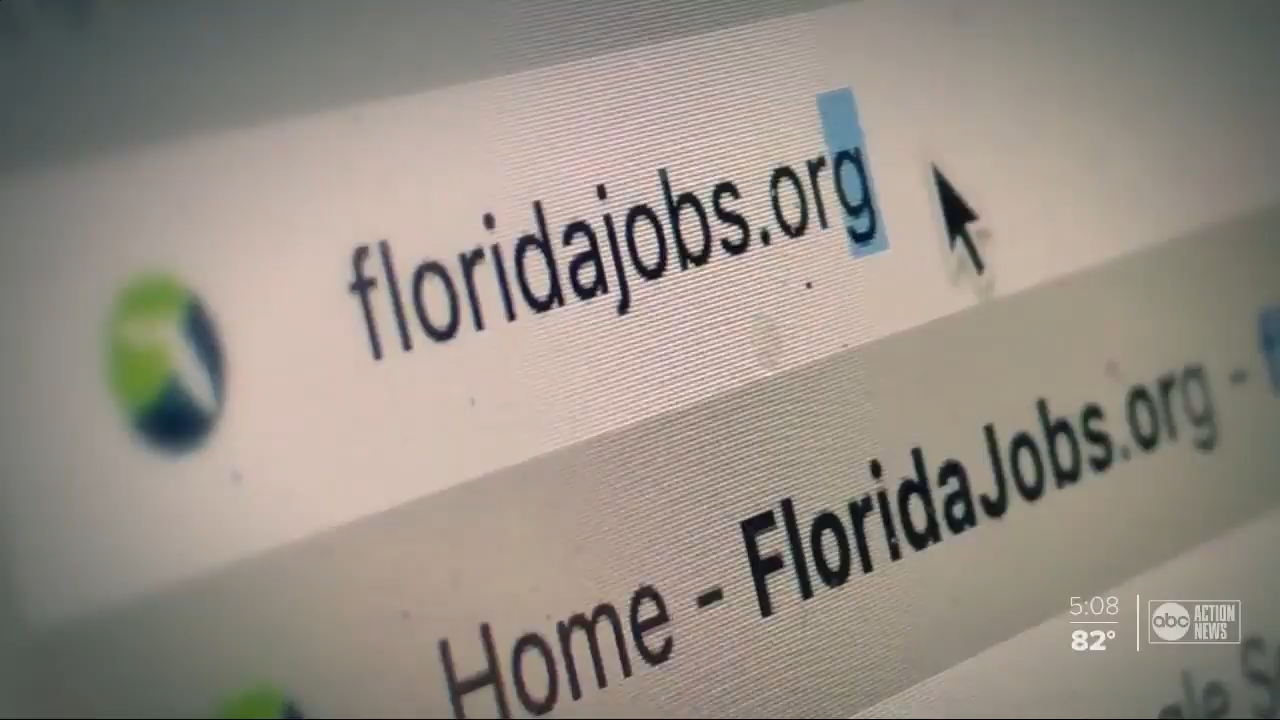 floridajobs.org
Home - FloridaJobs.org -
5:08
82°
abc ACTION NEWS